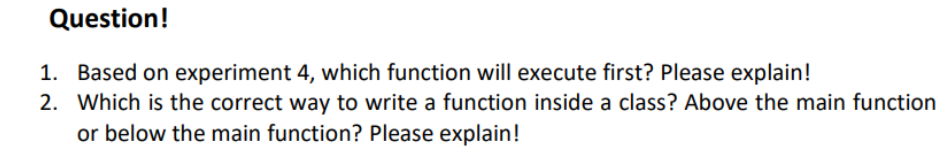 Question!
1. Based on experiment 4, which function will execute first? Please explain!
2. Which is the correct way to write a function inside a class? Above the main function
or below the main function? Please explain!